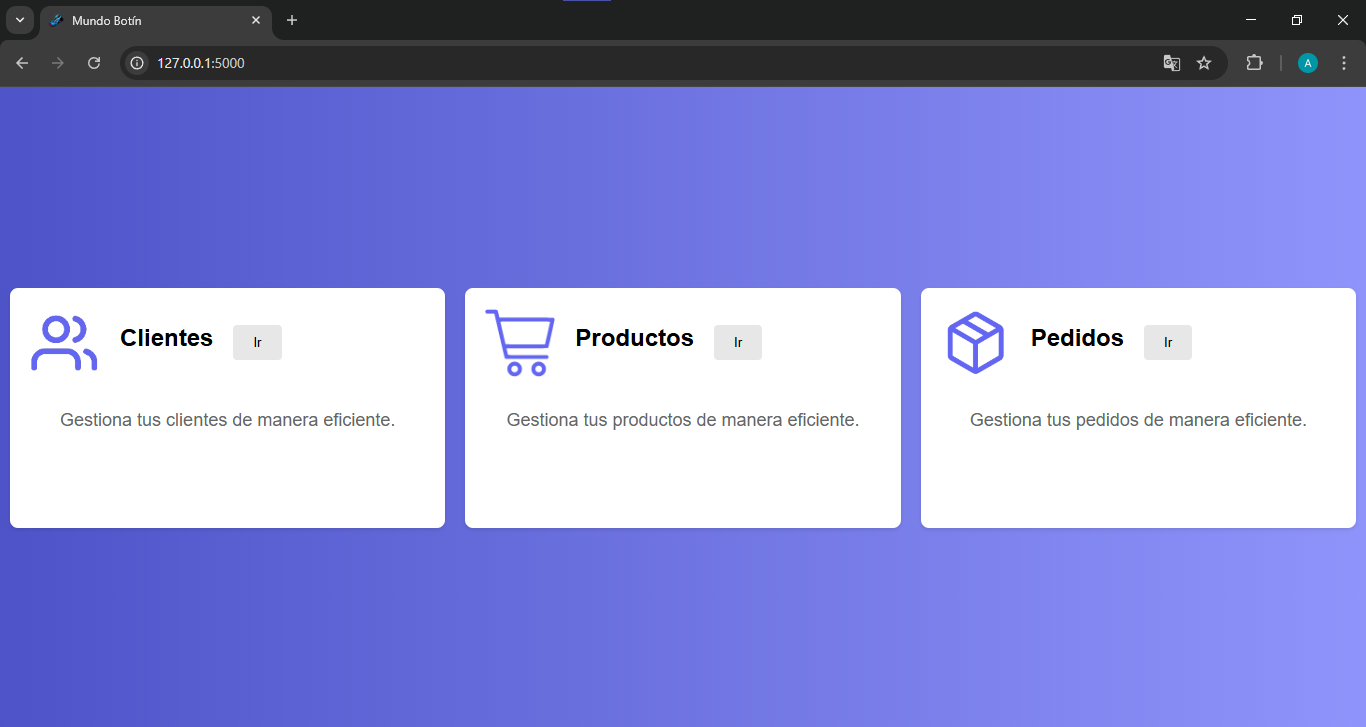 Mundo Botín
127.0.0.1:5000
A
Clientes
Ir
Gestiona tus clientes de manera eficiente.
Productos
Ir
Gestiona tus productos de manera eficiente.
Pedidos
Ir
Gestiona tus pedidos de manera eficiente.